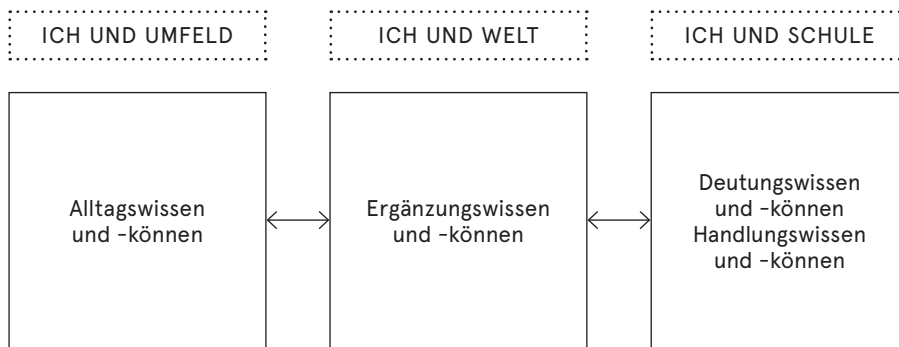 ICH UND UMFELD
ICH UND WELT
ICH UND SCHULE
Alltagswissen
und -können
Ergänzungswissen
und -können
Deutungswissen
und -können
Handlungswissen
und -können